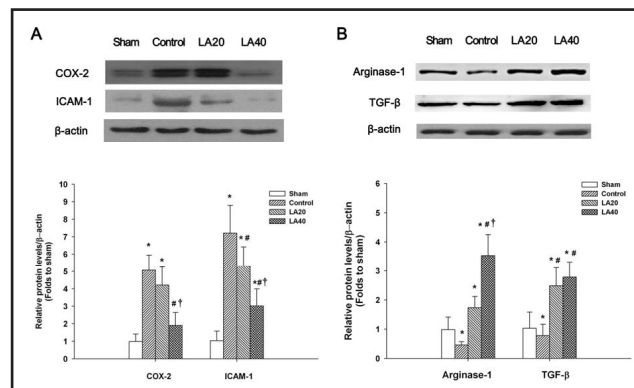 A
Sham Control LA20 LA40
COX-2
ICAM-1
β-actin
Relative protein levels/β-actin
(Folds to sham)
10
9
8
7
6
5
4
3
2
1
0
Sham
Control
LA20
LA40
* * #†
* *# *#†
COX-2 ICAM-1
B
Sham Control LA20 LA40
Arginase-1
TGF-β
β-actin
Relative protein levels/β-actin
(Folds to sham)
6
5
4
3
2
1
0
Sham
Control
LA20
LA40
* * *#†
* *# *#
Arginase-1 TGF-β